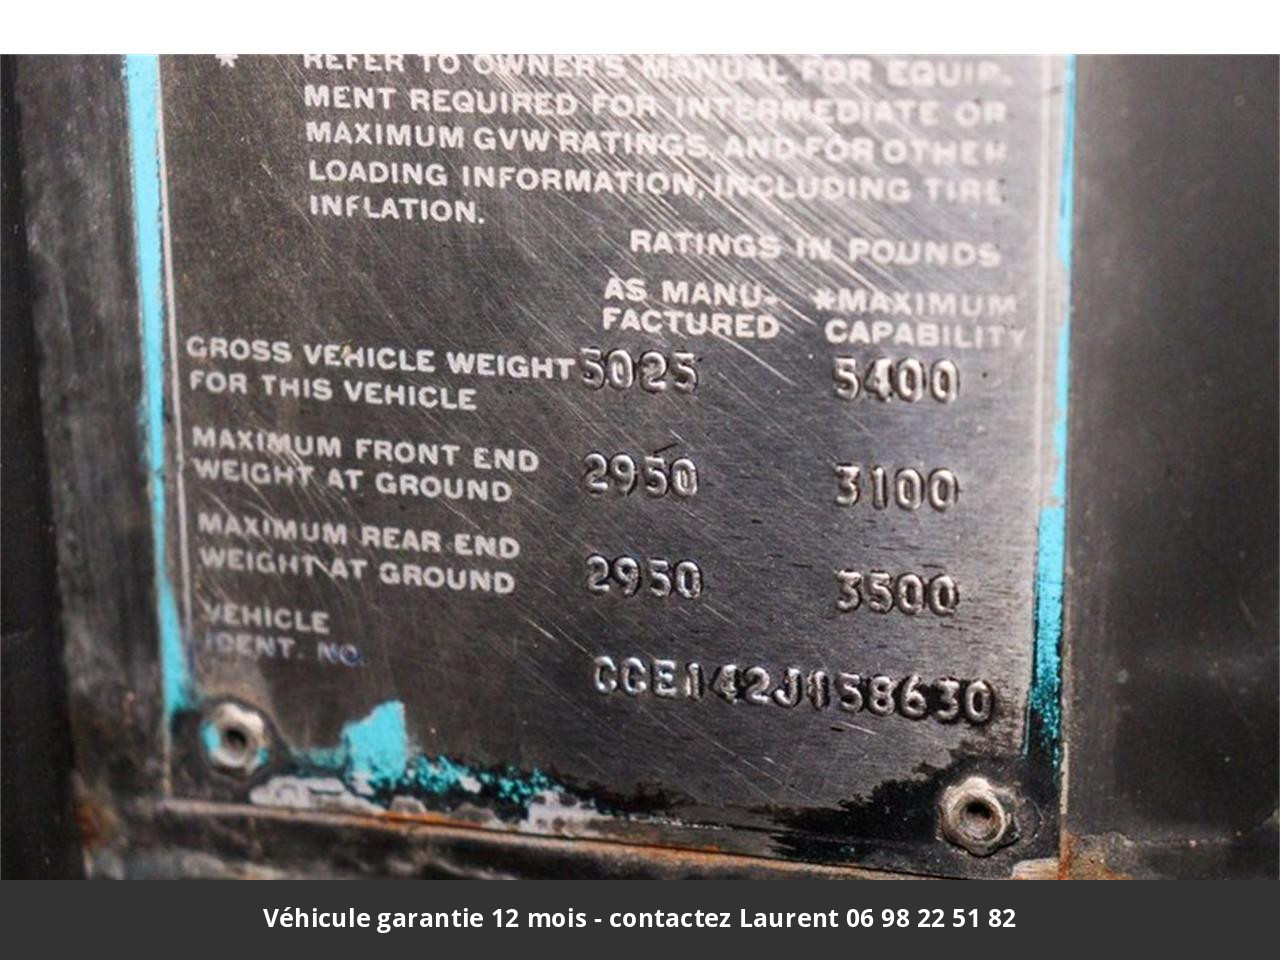 * REFER TO OWNER'S MANUAL FOR EQUIP-
MENT REQUIRED FOR INTERMEDIATE OR
MAXIMUM GVW RATINGS, AND FOR OTHER
LOADING INFORMATION, INCLUDING TIRE
INFLATION.
RATINGS IN POUNDS
AS MANU- *MAXIMUM
FACTURED CAPABILITY
GROSS VEHICLE WEIGHT 5025 5400
FOR THIS VEHICLE
MAXIMUM FRONT END
WEIGHT AT GROUND 2950 3100
MAXIMUM REAR END
WEIGHT AT GROUND 2950 3500
VEHICLE
IDENT. NO.
CCE142J158630
Véhicule garantie 12 mois - contactez Laurent 06 98 22 51 82